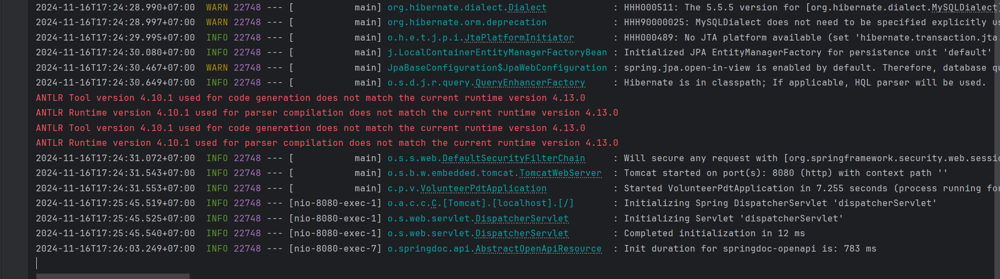 2024-11-16T17:24:28.990+07:00  WARN 22748 --- [           main] org.hibernate.dialect.Dialect            : HHH000511: The 5.5.5 version for [org.hibernate.dialect.MySQLDialect]
2024-11-16T17:24:28.997+07:00  WARN 22748 --- [           main] org.hibernate.orm.deprecation            : HHH90000025: MySQLDialect does not need to be specified explicitly
2024-11-16T17:24:29.995+07:00  INFO 22748 --- [           main] o.h.e.t.j.p.i.JtaPlatformInitiator       : HHH000489: No JTA platform available (set 'hibernate.transaction.jta.
2024-11-16T17:24:30.080+07:00  INFO 22748 --- [           main] j.LocalContainerEntityManagerFactoryBean : Initialized JPA EntityManagerFactory for persistence unit 'default'
2024-11-16T17:24:30.467+07:00  WARN 22748 --- [           main] JpaBaseConfiguration$JpaWebConfiguration : spring.jpa.open-in-view is enabled by default. Therefore, database
2024-11-16T17:24:30.649+07:00  INFO 22748 --- [           main] o.s.d.j.r.query.QueryEnhancerFactory     : Hibernate is in classpath; If applicable, HQL parser will be used.
ANTLR Tool version 4.10.1 used for code generation does not match the current runtime version 4.13.0
ANTLR Runtime version 4.10.1 used for parser compilation does not match the current runtime version 4.13.0
ANTLR Tool version 4.10.1 used for code generation does not match the current runtime version 4.13.0
ANTLR Runtime version 4.10.1 used for parser compilation does not match the current runtime version 4.13.0
2024-11-16T17:24:31.072+07:00  INFO 22748 --- [           main] o.s.s.web.DefaultSecurityFilterChain     : Will secure any request with [org.springframework.security.web.sessi
2024-11-16T17:24:31.543+07:00  INFO 22748 --- [           main] o.s.b.w.embedded.tomcat.TomcatWebServer  : Tomcat started on port(s): 8080 (http) with context path ''
2024-11-16T17:24:31.553+07:00  INFO 22748 --- [           main] c.p.v.VolunteerPdtApplication            : Started VolunteerPdtApplication in 7.255 seconds (process running for
2024-11-16T17:25:45.519+07:00  INFO 22748 --- [nio-8080-exec-1] o.a.c.c.C.[Tomcat].[localhost].[/]       : Initializing Spring DispatcherServlet 'dispatcherServlet'
2024-11-16T17:25:45.525+07:00  INFO 22748 --- [nio-8080-exec-1] o.s.web.servlet.DispatcherServlet        : Initializing Servlet 'dispatcherServlet'
2024-11-16T17:25:45.540+07:00  INFO 22748 --- [nio-8080-exec-1] o.s.web.servlet.DispatcherServlet        : Completed initialization in 12 ms
2024-11-16T17:26:03.249+07:00  INFO 22748 --- [nio-8080-exec-7] o.springdoc.api.AbstractOpenApiResource  : Init duration for springdoc-openapi is: 783 ms